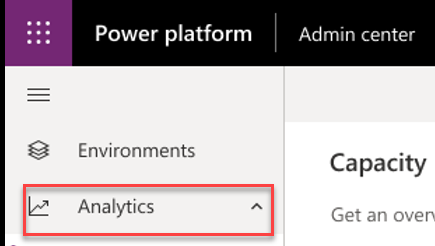 Power platform Admin center
Environments
Capacity
Analytics
Get an overv